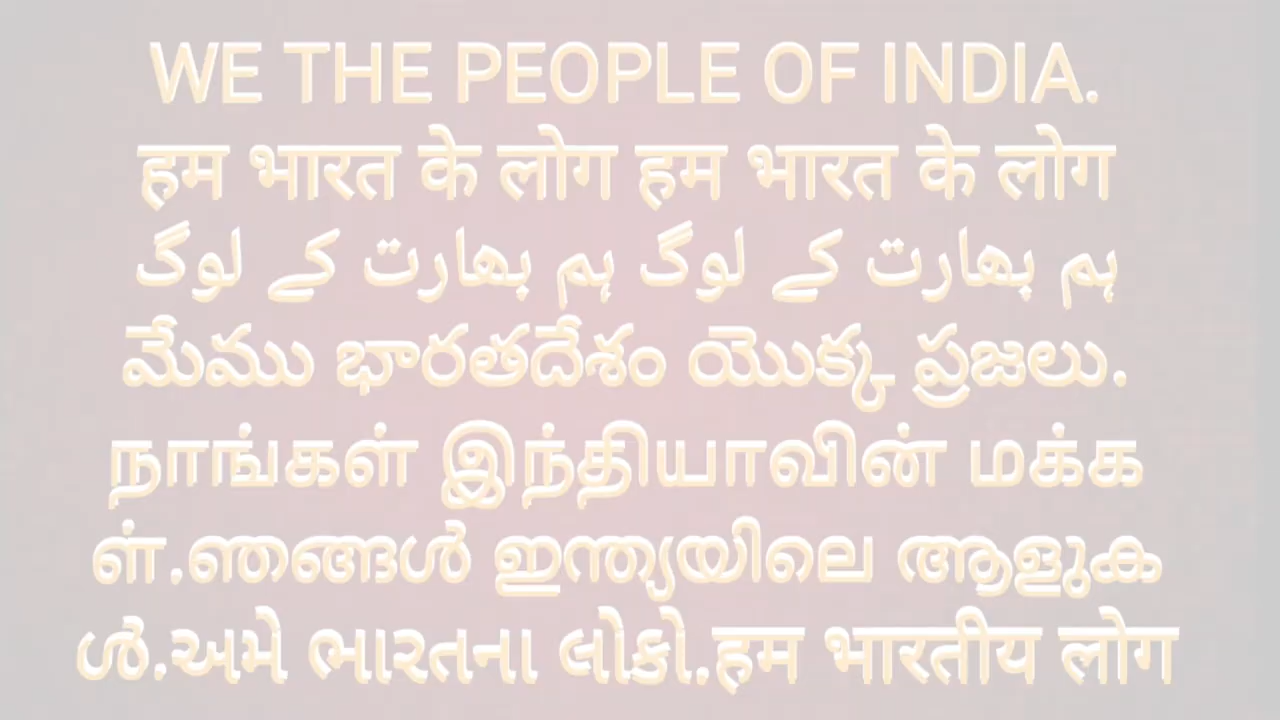 WE THE PEOPLE OF INDIA.
हम भारत के लोग हम भारत के लोग
ہم بھارت کے لوگ ہم بھارت کے لوگ
మేము భారతదేశం యొక్క ప్రజలు.
நாங்கள் இந்தியாவின் மக்க
ள்.ഞങ്ങൾ ഇന്ത്യയിലെ ആളുക
ൾ.અમે ભારતના લોકો.हम भारतीय लोग